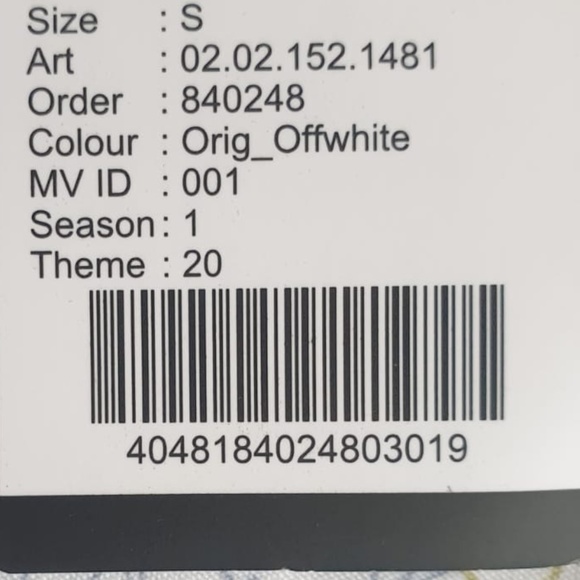 Size : S
Art : 02.02.152.1481
Order : 840248
Colour : Orig_Offwhite
MV ID : 001
Season : 1
Theme : 20
4048184024803019